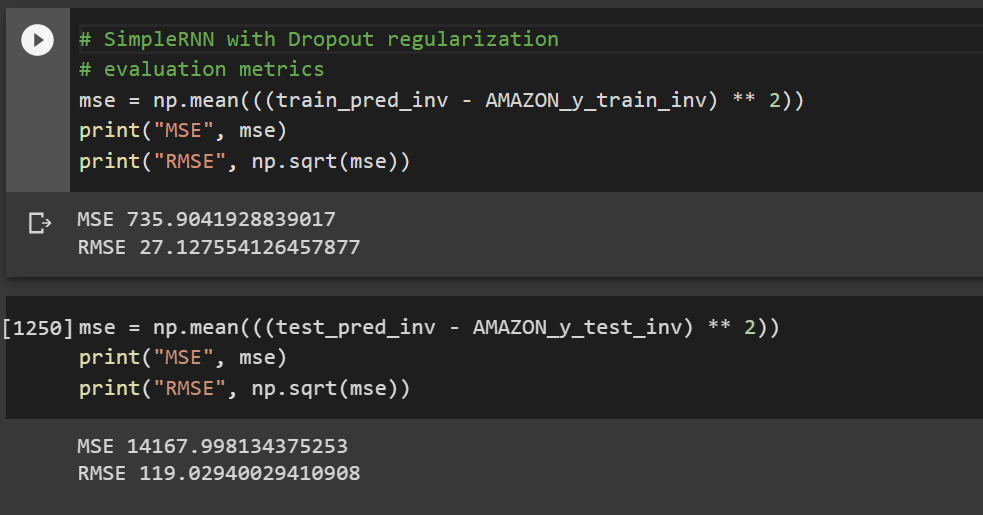 # SimpleRNN with Dropout regularization
# evaluation metrics
mse = np.mean(((train_pred_inv - AMAZON_y_train_inv) ** 2))
print("MSE", mse)
print("RMSE", np.sqrt(mse))
MSE 735.9041928839017
RMSE 27.127554126457877
[1250] mse = np.mean(((test_pred_inv - AMAZON_y_test_inv) ** 2))
print("MSE", mse)
print("RMSE", np.sqrt(mse))
MSE 14167.998134375253
RMSE 119.02940029410908